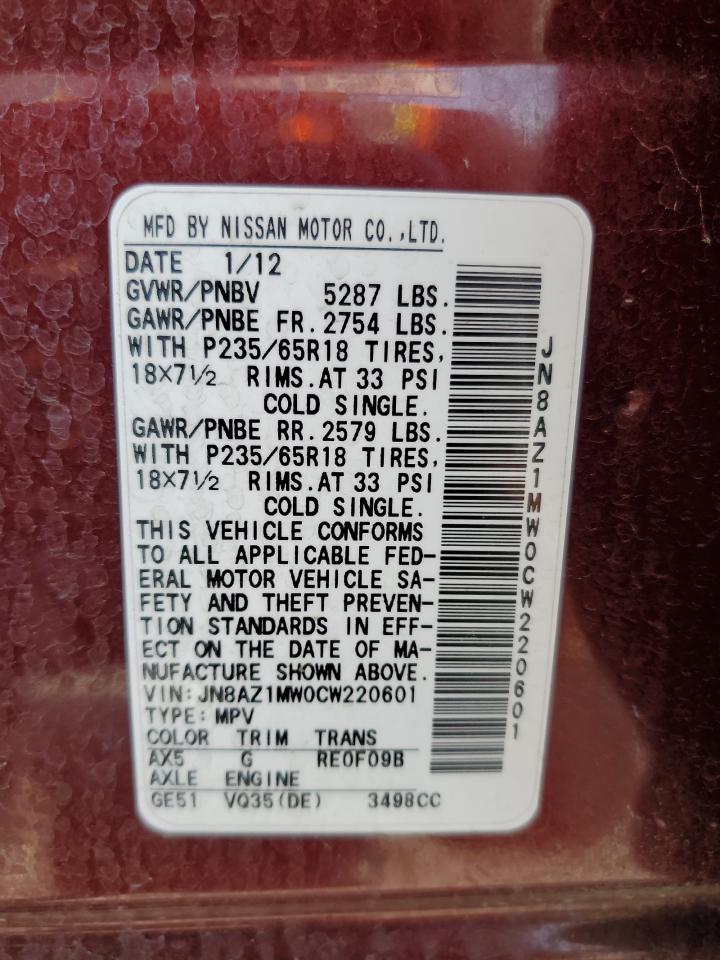 MFD BY NISSAN MOTOR CO.,LTD.
DATE 1/12
GVWR/PNBV 5287 LBS.
GAWR/PNBE FR.2754 LBS.
WITH P235/65R18 TIRES,
18×7½ RIMS.AT 33 PSI
COLD SINGLE.
GAWR/PNBE RR.2579 LBS.
WITH P235/65R18 TIRES,
18×7½ RIMS.AT 33 PSI
COLD SINGLE.
THIS VEHICLE CONFORMS
TO ALL APPLICABLE FED-
ERAL MOTOR VEHICLE SA-
FETY AND THEFT PREVEN-
TION STANDARDS IN EFF-
ECT ON THE DATE OF MA-
NUFACTURE SHOWN ABOVE.
VIN:JN8AZ1MW0CW220601
TYPE:MPV
COLOR TRIM TRANS
AX5 G RE0F09B
AXLE ENGINE
GE51 VQ35(DE) 3498CC
JN8AZ1MW0CW220601